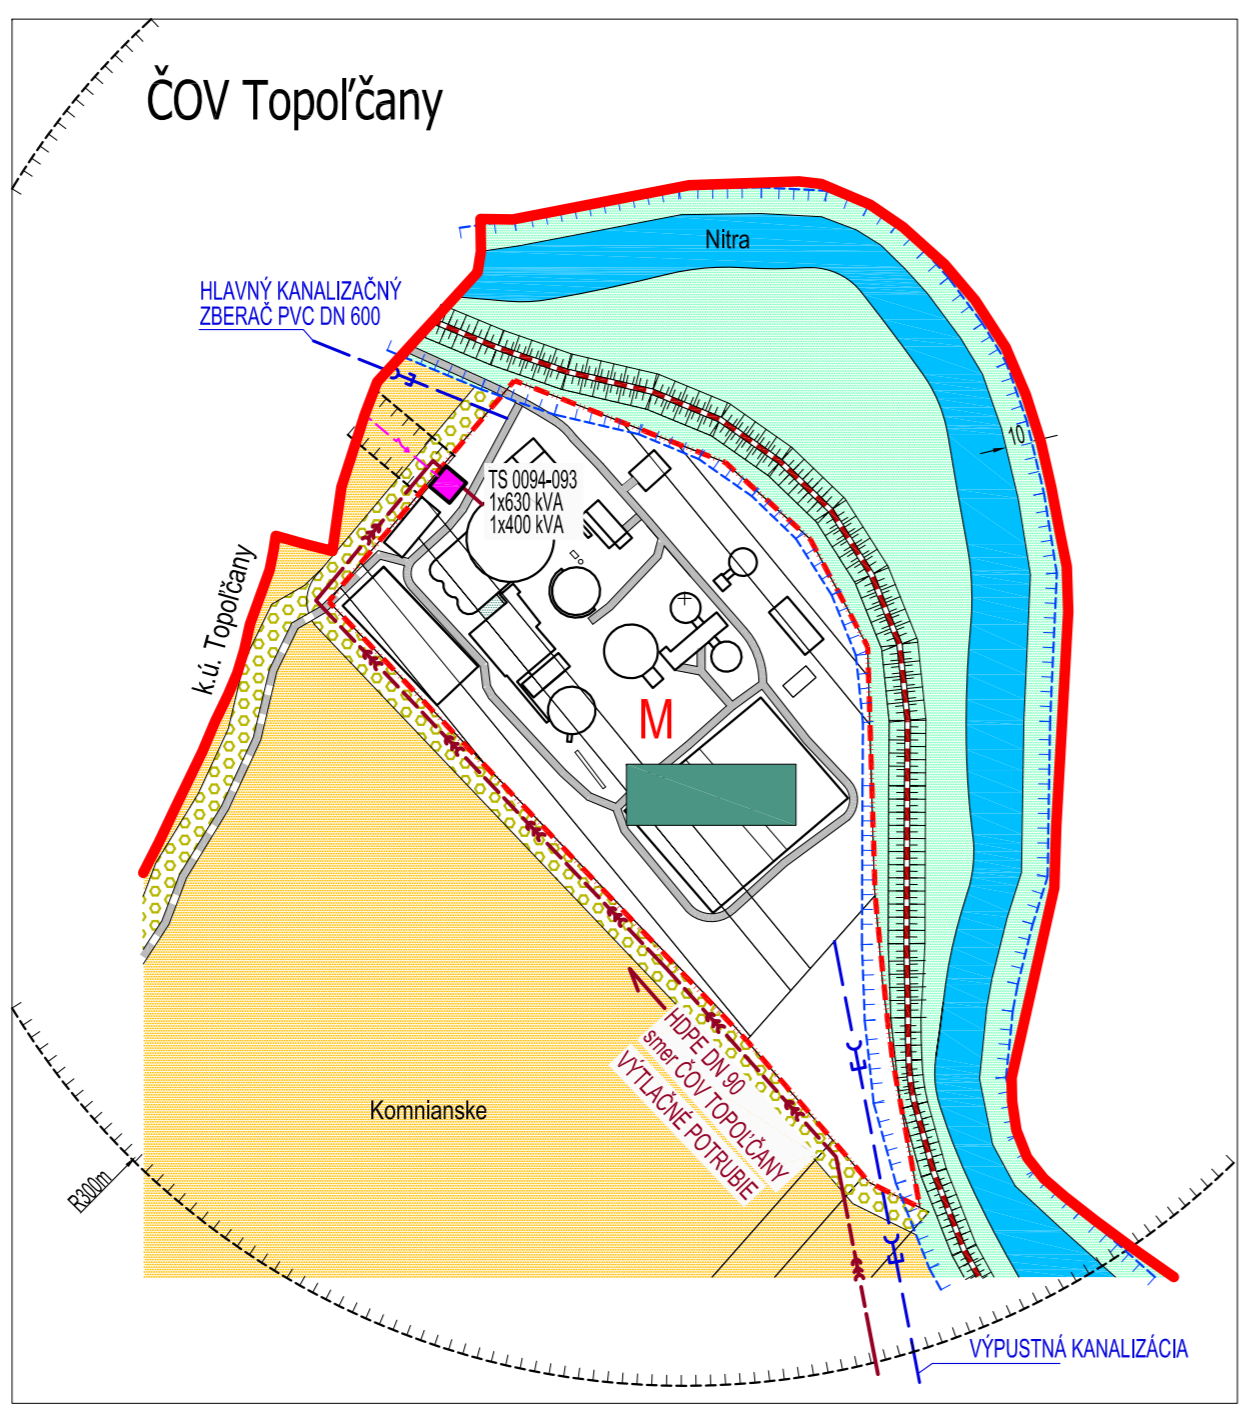 ČOV Topoľčany
Nitra
HLAVNÝ KANALIZAČNÝ
ZBERAČ PVC DN 600
10
TS 0094-093
1x630 kVA
1x400 kVA
k.ú. Topoľčany
M
HDPE DN 90
smer ČOV TOPOĽČANY
VÝTLAČNÉ POTRUBIE
Komnianske
R300m
VÝPUSTNÁ KANALIZÁCIA